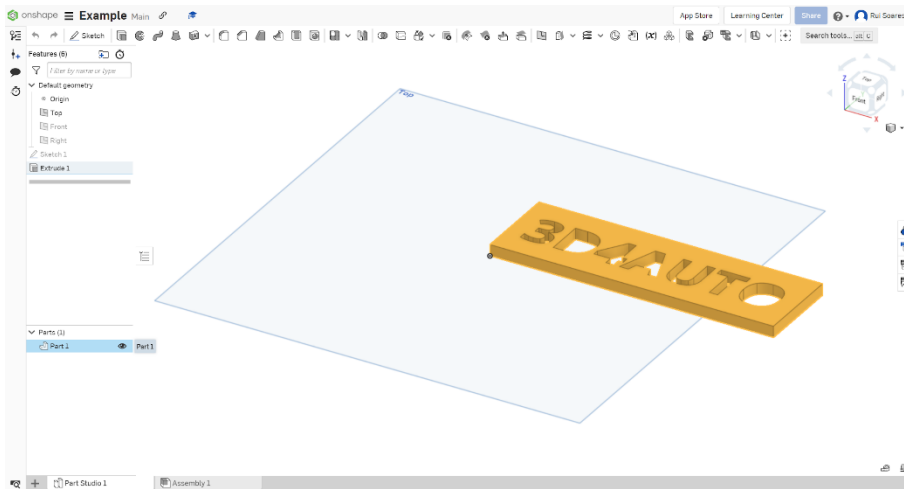 onshape Example Main App Store Learning Center Share Rui Soares
Sketch Search tools...
Features (6)
Filter by name or type
Default geometry
Origin
Top
Front
Right
Sketch 1
Extrude 1
Top
3D4AUTO
Z
Top
Front
Right
X
Parts (1)
Part 1 Part 1
Part Studio 1 Assembly 1